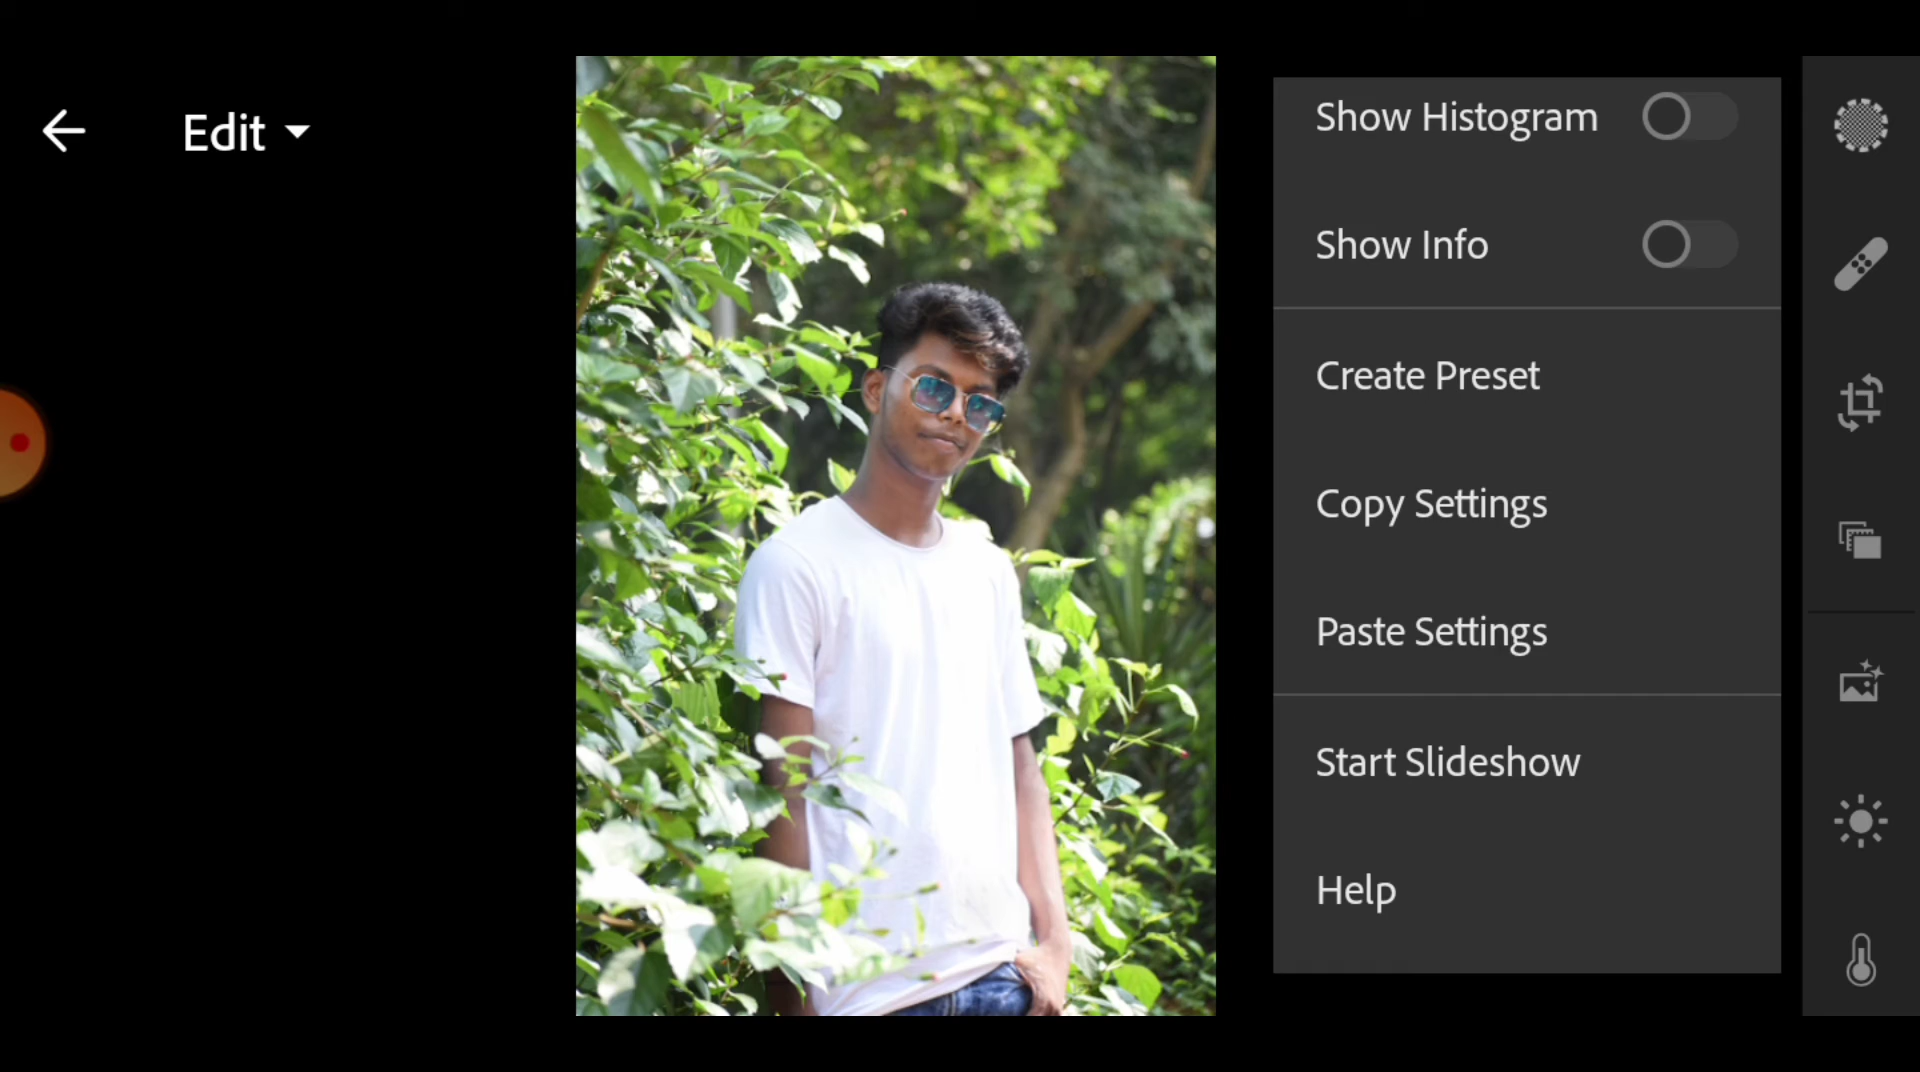 Edit
Show Histogram
Show Info
Create Preset
Copy Settings
Paste Settings
Start Slideshow
Help